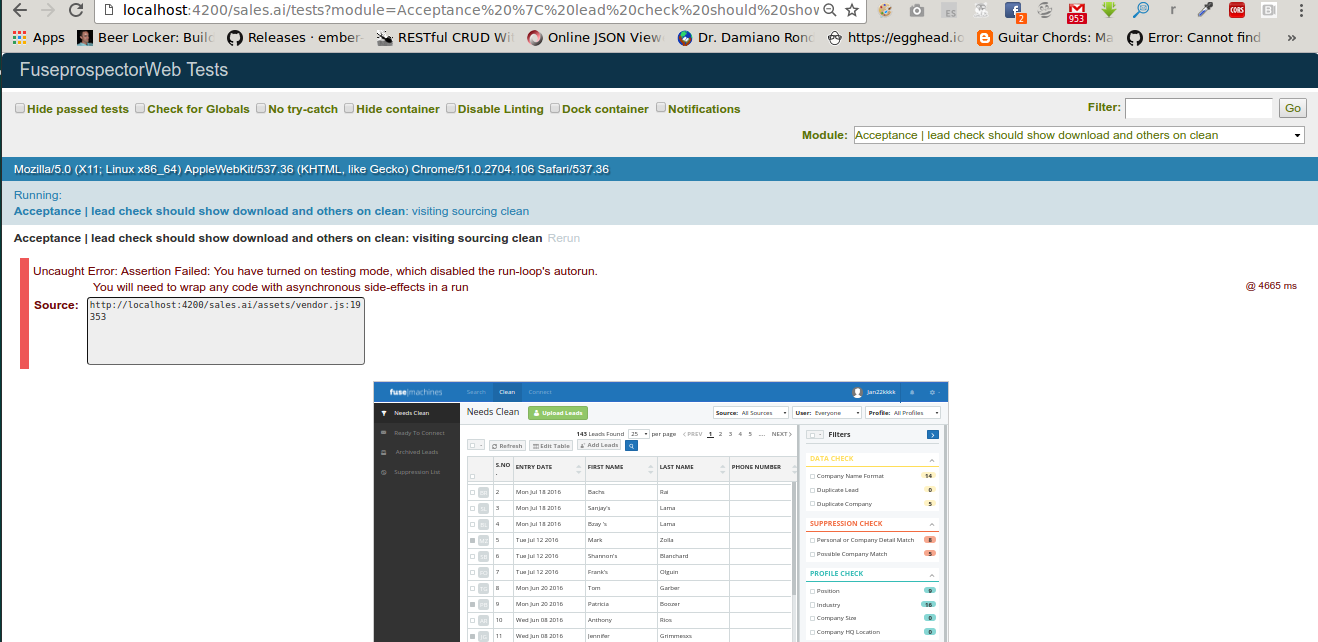 localhost:4200/sales.ai/tests?module=Acceptance%20%7C%20lead%20check%20should%20shov
ES 2 953 r CORS B
Apps Beer Locker: Build Releases · ember- RESTful CRUD Wit Online JSON View Dr. Damiano Ronc https://egghead.io Guitar Chords: Ma Error: Cannot find »
FuseprospectorWeb Tests
Hide passed tests Check for Globals No try-catch Hide container Disable Linting Dock container Notifications
Filter: Go
Module: Acceptance | lead check should show download and others on clean
Mozilla/5.0 (X11; Linux x86_64) AppleWebKit/537.36 (KHTML, like Gecko) Chrome/51.0.2704.106 Safari/537.36
Running:
Acceptance | lead check should show download and others on clean: visiting sourcing clean
Acceptance | lead check should show download and others on clean: visiting sourcing clean Rerun
Uncaught Error: Assertion Failed: You have turned on testing mode, which disabled the run-loop's autorun.
You will need to wrap any code with asynchronous side-effects in a run
@ 4665 ms
Source: http://localhost:4200/sales.ai/assets/vendor.js:19
353
fuse|machines Search Clean Connect Jan22kkkk
Needs Clean
Ready To Connect
Archived Leads
Suppression List
Needs Clean Upload Leads Source: All Sources User: Everyone Profile: All Profiles
143 Leads Found 25 per page < PREV 1 2 3 4 5 .... NEXT >
Refresh Edit Table Add Leads
S.NO. ENTRY DATE FIRST NAME LAST NAME PHONE NUMBER
2 Mon Jul 18 2016 Bachs Rai
3 Mon Jul 18 2016 Sanjay's Lama
4 Mon Jul 18 2016 Bzay 's Lama
5 Tue Jul 12 2016 Mark Zolla
6 Tue Jul 12 2016 Shannon's Blanchard
7 Tue Jul 12 2016 Frank's Olguin
8 Mon Jun 20 2016 Tom Garber
9 Mon Jun 20 2016 Patricia Boozer
10 Wed Jun 08 2016 Anthony Rios
11 Wed Jun 08 2016 Jennifer Grimmesxs
Filters
DATA CHECK
Company Name Format 14
Duplicate Lead 0
Duplicate Company 5
SUPPRESSION CHECK
Personal or Company Detail Match 8
Possible Company Match 5
PROFILE CHECK
Position 9
Industry 16
Company Size 0
Company HQ Location 0